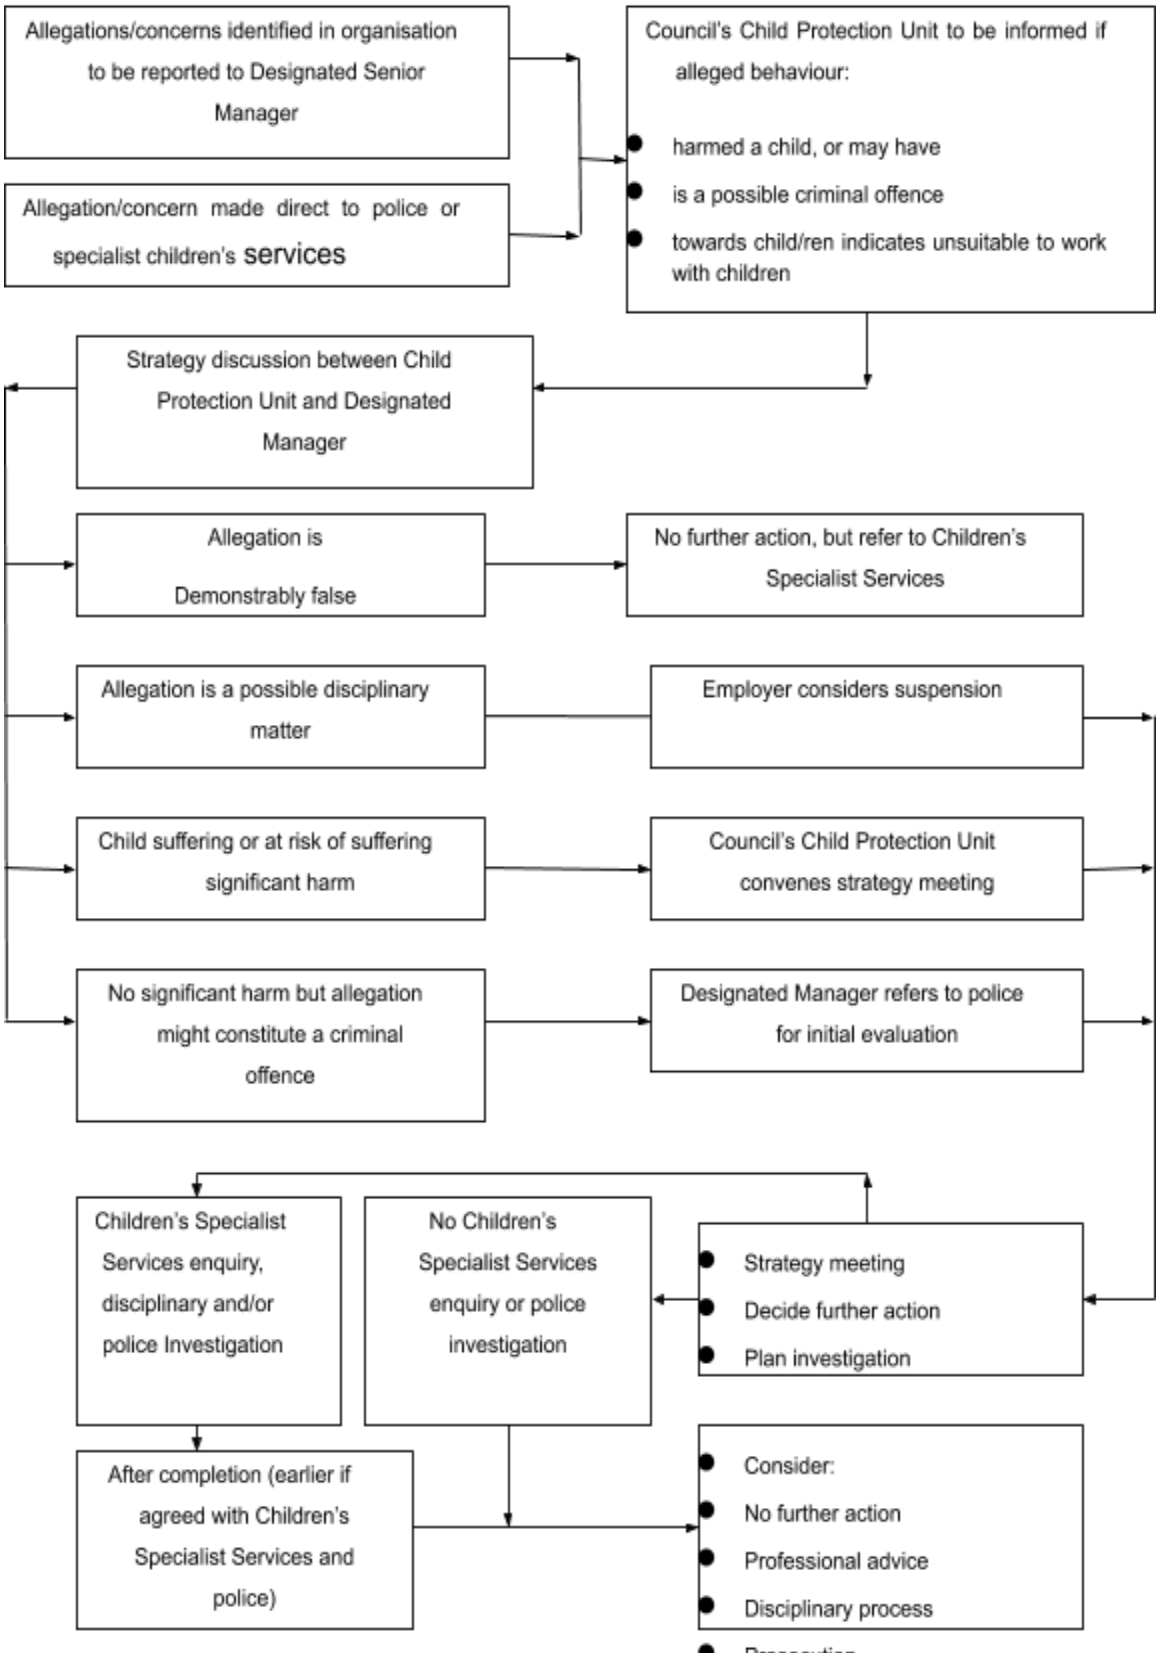 Allegations/concerns identified in organisation
to be reported to Designated Senior
Manager
Council's Child Protection Unit to be informed if
alleged behaviour:
● harmed a child, or may have
● is a possible criminal offence
● towards child/ren indicates unsuitable to work
with children
Allegation/concern made direct to police or
specialist children's services
Strategy discussion between Child
Protection Unit and Designated
Manager
Allegation is
Demonstrably false
No further action, but refer to Children's
Specialist Services
Allegation is a possible disciplinary
matter
Employer considers suspension
Child suffering or at risk of suffering
significant harm
Council's Child Protection Unit
convenes strategy meeting
No significant harm but allegation
might constitute a criminal
offence
Designated Manager refers to police
for initial evaluation
Children's Specialist
Services enquiry,
disciplinary and/or
police Investigation
No Children's
Specialist Services
enquiry or police
investigation
● Strategy meeting
● Decide further action
● Plan investigation
After completion (earlier if
agreed with Children's
Specialist Services and
police)
● Consider:
● No further action
● Professional advice
● Disciplinary process